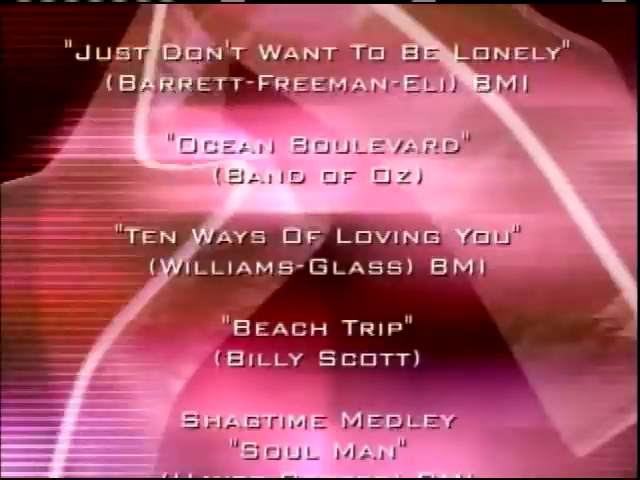 "Just Don't Want To Be Lonely"
(Barrett-Freeman-Eli) BMI
"Ocean Boulevard"
(Band of Oz)
"Ten Ways Of Loving You"
(Williams-Glass) BMI
"Beach Trip"
(Billy Scott)
Shagtime Medley
"Soul Man"